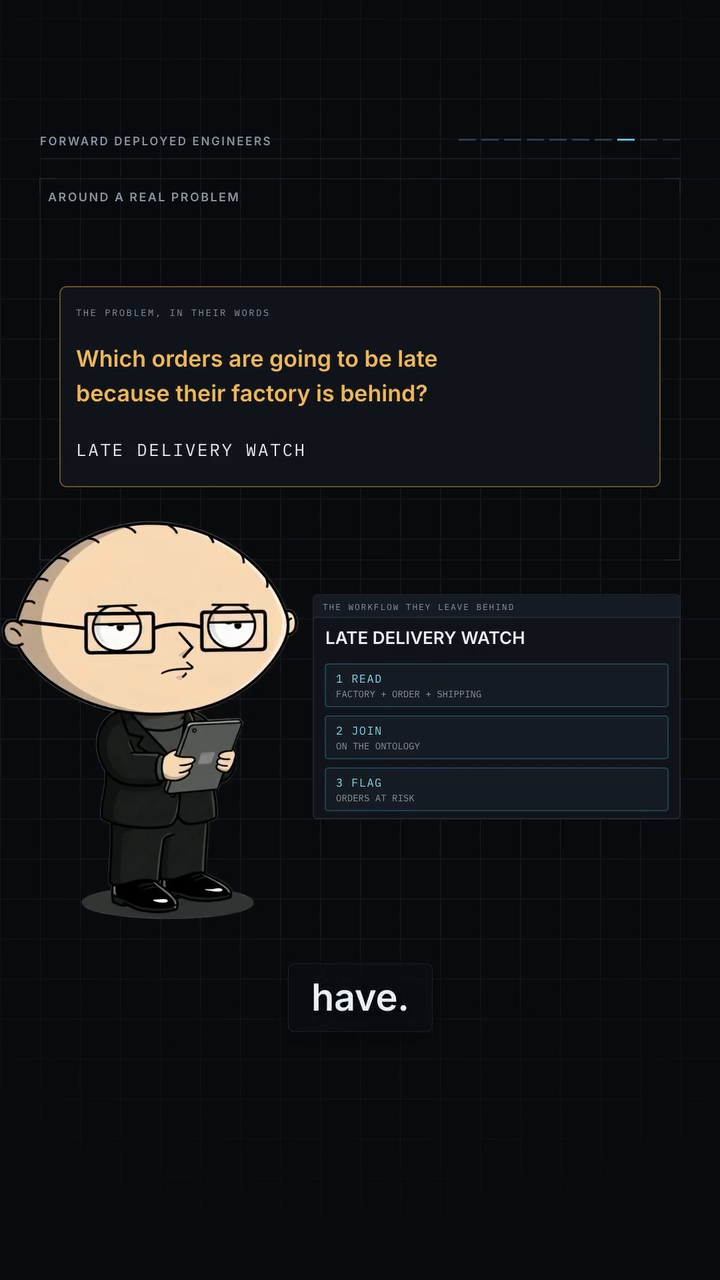 FORWARD DEPLOYED ENGINEERS
AROUND A REAL PROBLEM
THE PROBLEM, IN THEIR WORDS
Which orders are going to be late
because their factory is behind?
LATE DELIVERY WATCH
THE WORKFLOW THEY LEAVE BEHIND
LATE DELIVERY WATCH
1 READ
FACTORY + ORDER + SHIPPING
2 JOIN
ON THE ONTOLOGY
3 FLAG
ORDERS AT RISK
have.